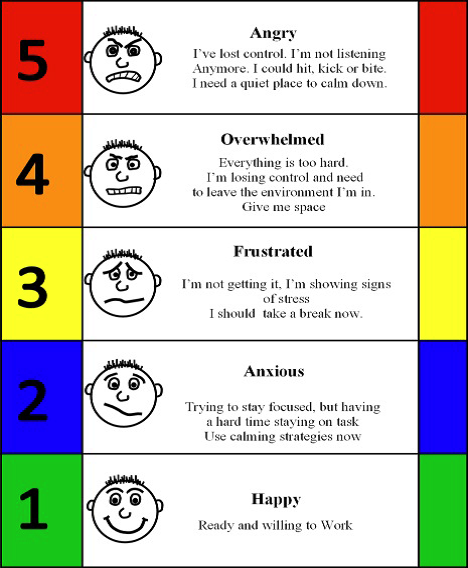 5
Angry
I've lost control. I'm not listening
Anymore. I could hit, kick or bite.
I need a quiet place to calm down.
4
Overwhelmed
Everything is too hard.
I'm losing control and need
to leave the environment I'm in.
Give me space
3
Frustrated
I'm not getting it, I'm showing signs
of stress
I should take a break now.
2
Anxious
Trying to stay focused, but having
a hard time staying on task
Use calming strategies now
1
Happy
Ready and willing to Work